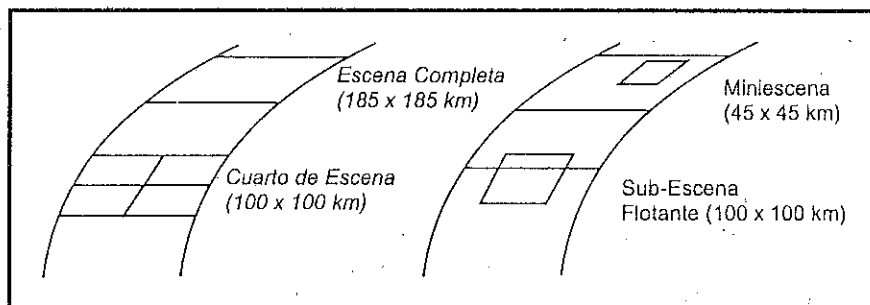 Escena Completa
(185 x 185 km)
Cuarto de Escena
(100 x 100 km)
Miniescena
(45 x 45 km)
Sub-Escena
Flotante (100 x 100 km)